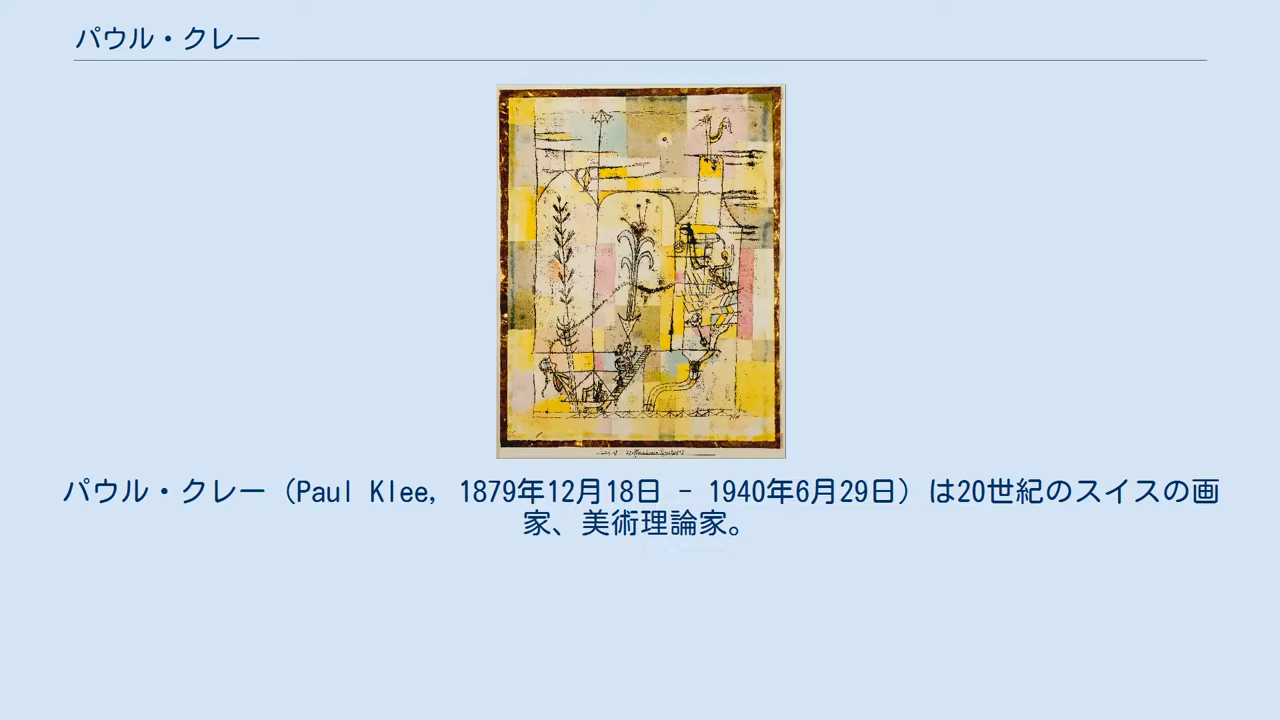 パウル・クレー
パウル・クレー（Paul Klee, 1879年12月18日 - 1940年6月29日）は20世紀のスイスの画
家、美術理論家。